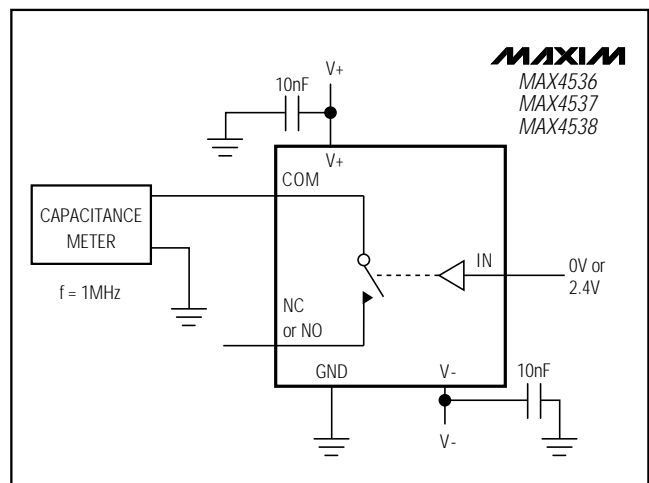 MAXIM
MAX4536
MAX4537
MAX4538
V+
10nF
V+
COM
CAPACITANCE
METER
f = 1MHz
IN
0V or
2.4V
NC
or NO
GND
V-
10nF
V-